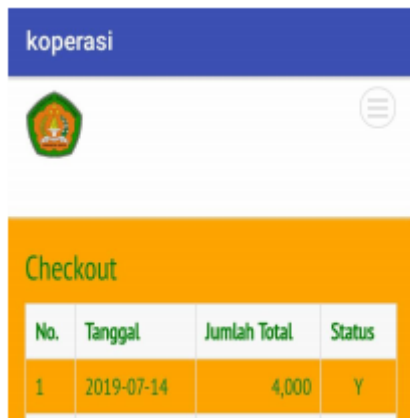 koperasi
Checkout
No. Tanggal Jumlah Total Status
1 2019-07-14 4,000 Y